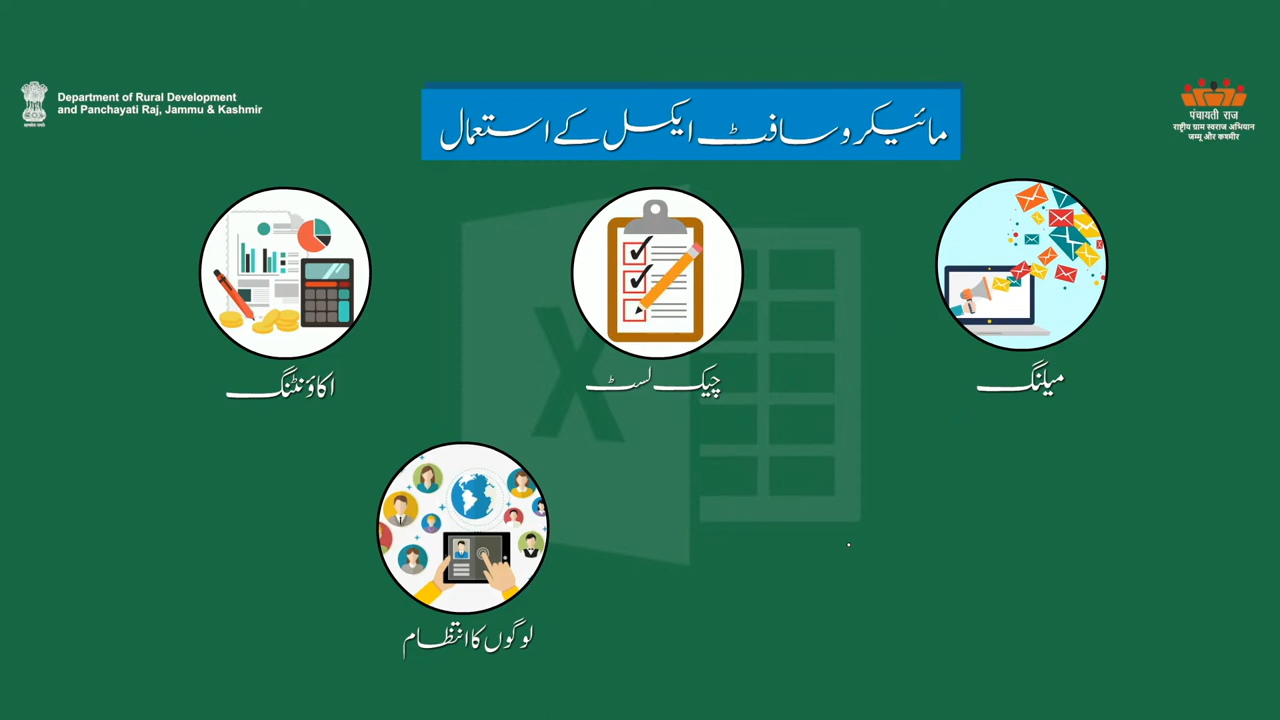 Department of Rural Development
and Panchayati Raj, Jammu & Kashmir
مائیکروسافٹ ایکسل کے استعمال
पंचायती राज
राष्ट्रीय ग्राम स्वराज अभियान
जम्मू और कश्मीर
میلنگ
چیک لسٹ
اکاؤنٹنگ
لوگوں کا انتظام
X